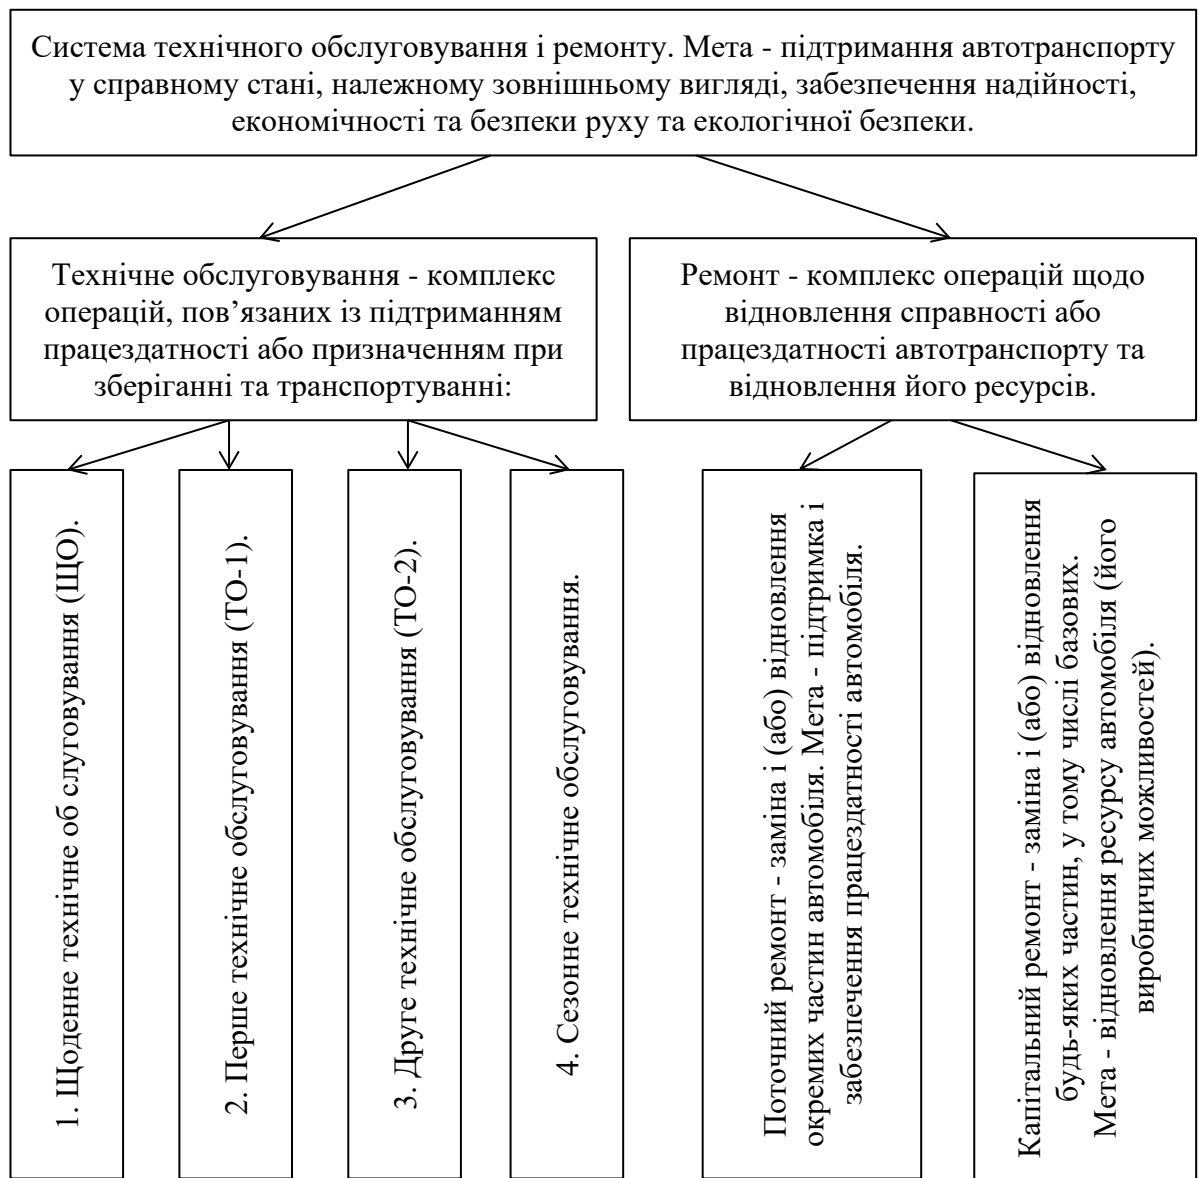 Система технічного обслуговування і ремонту. Мета - підтримання автотранспорту
у справному стані, належному зовнішньому вигляді, забезпечення надійності,
економічності та безпеки руху та екологічної безпеки.
Технічне обслуговування - комплекс
операцій, пов’язаних із підтриманням
працездатності або призначенням при
зберіганні та транспортуванні:
Ремонт - комплекс операцій щодо
відновлення справності або
працездатності автотранспорту та
відновлення його ресурсів.
1. Щоденне технічне об слуговування (ЩО).
2. Перше технічне обслуговування (ТО-1).
3. Друге технічне обслуговування (ТО-2).
4. Сезонне технічне обслуговування.
Поточний ремонт - заміна і (або) відновлення
окремих частин автомобіля. Мета - підтримка і
забезпечення працездатності автомобіля.
Капітальний ремонт - заміна і (або) відновлення
будь-яких частин, у тому числі базових.
Мета - відновлення ресурсу автомобіля (його
виробничих можливостей).